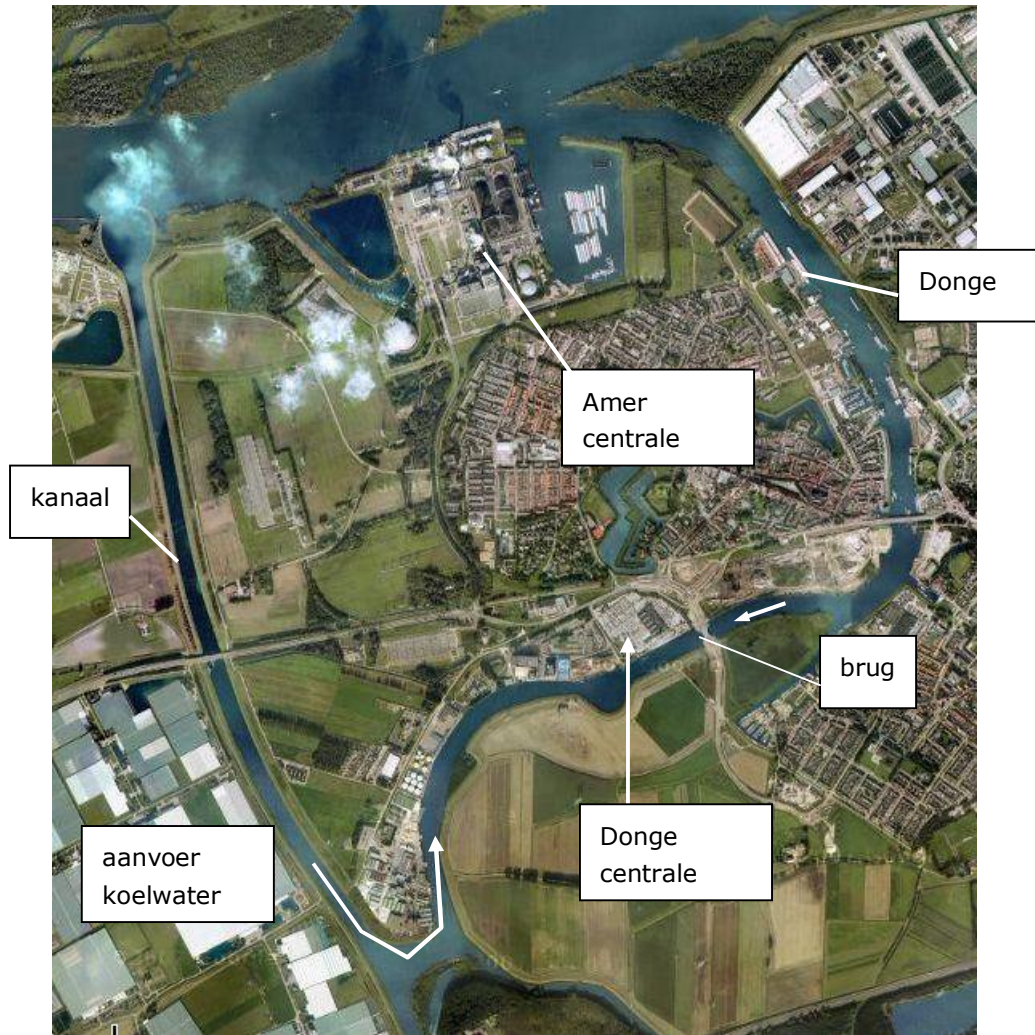 Donge
Amer
centrale
kanaal
brug
aanvoer
koelwater
Donge
centrale